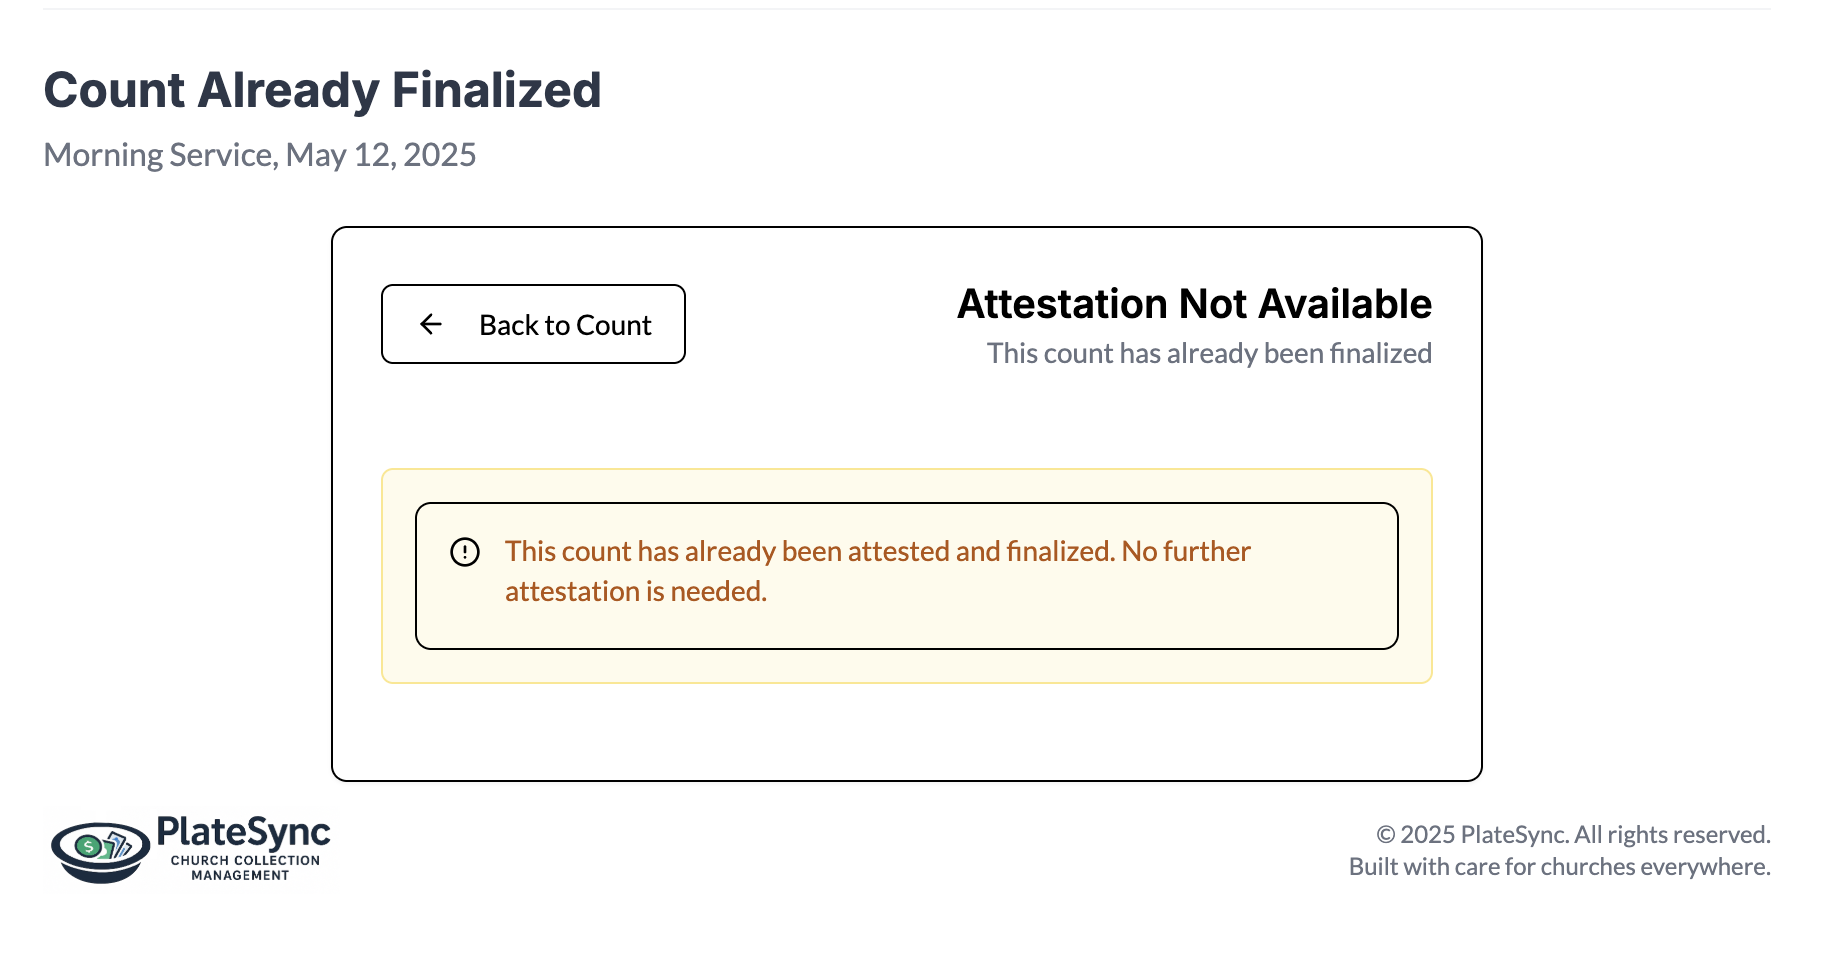 Count Already Finalized
Morning Service, May 12, 2025
Back to Count
Attestation Not Available
This count has already been finalized
This count has already been attested and finalized. No further
attestation is needed.
$
PlateSync
CHURCH COLLECTION
MANAGEMENT
© 2025 PlateSync. All rights reserved.
Built with care for churches everywhere.